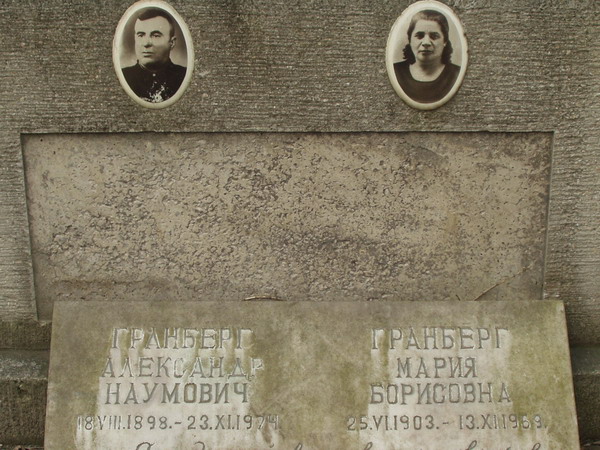 ГРАНБЕРГ
АЛЕКСАНДР
НАУМОВИЧ
18.VIII.1898.-23.XI.1974.
ГРАНБЕРГ
МАРИЯ
БОРИСОВНА
25.VI.1903.-13.XI.1969.